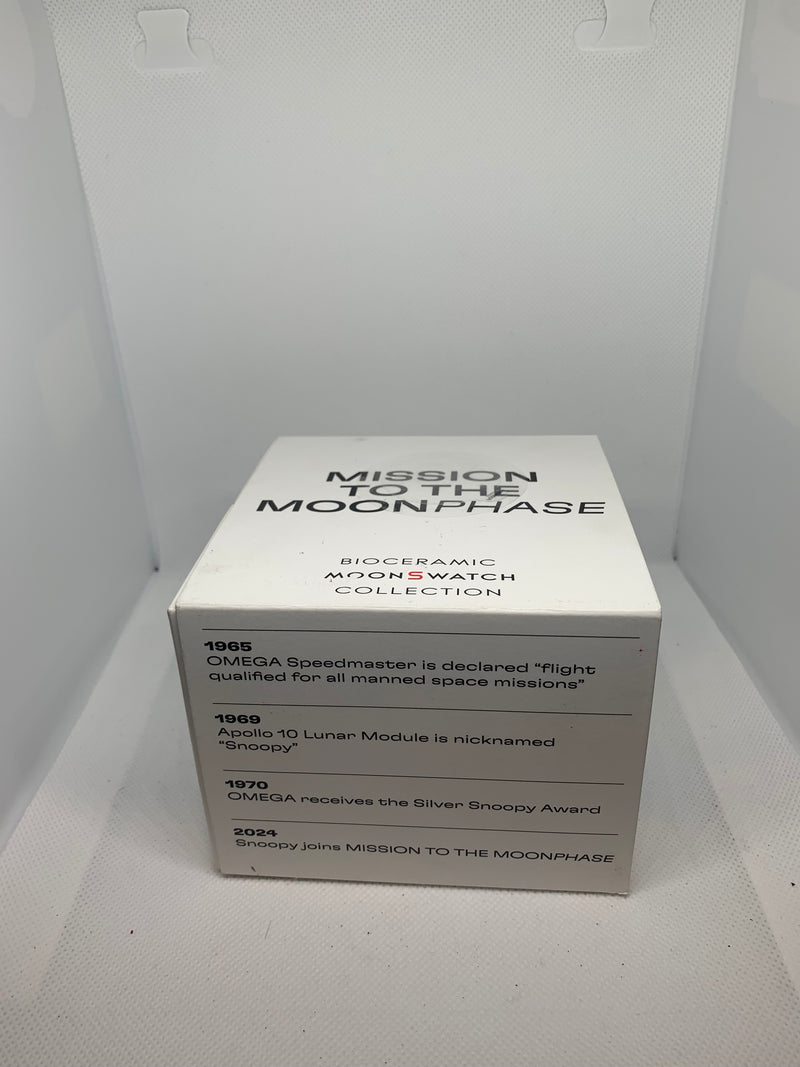 MISSION
TO THE
MOONPHASE
BIOCERAMIC
MOONSWATCH
COLLECTION
1965
OMEGA Speedmaster is declared “flight
qualified for all manned space missions”
1969
Apollo 10 Lunar Module is nicknamed
“Snoopy”
1970
OMEGA receives the Silver Snoopy Award
2024
Snoopy joins MISSION TO THE MOONPHASE